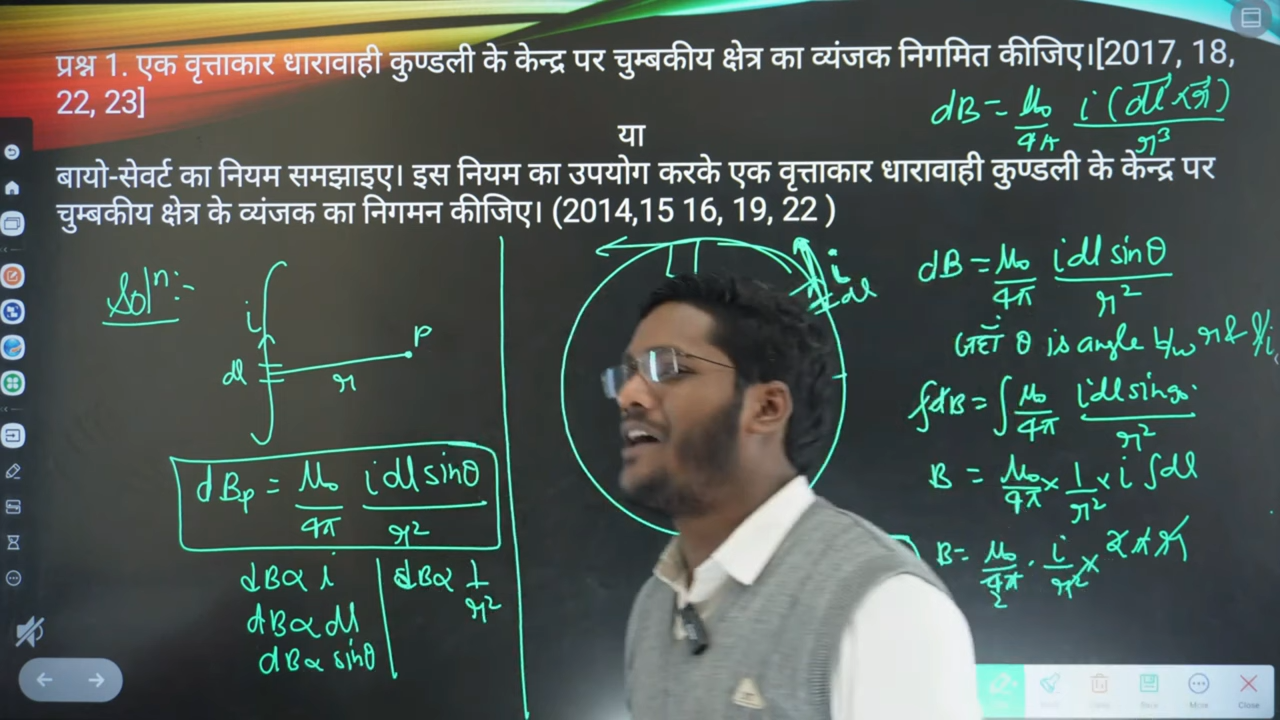 प्रश्न 1. एक वृत्ताकार धारावाही कुण्डली के केन्द्र पर चुम्बकीय क्षेत्र का व्यंजक निगमित कीजिए।[2017, 18,
22, 23]
dB = μ₀/4π i(dl⃗ × r⃗)/r³
या
बायो-सेवर्ट का नियम समझाइए। इस नियम का उपयोग करके एक वृत्ताकार धारावाही कुण्डली के केन्द्र पर
चुम्बकीय क्षेत्र के व्यंजक का निगमन कीजिए। (2014,15 16, 19, 22 )
Solⁿ:-
i
dl
r
P
dBp = μ₀/4π idl sinθ/r²
dB∝ i
dB∝ dl
dB∝ sinθ
dB∝ 1/r²
i
dl
dB = μ₀/4π idl sinθ/r²
जहाँ θ is angle b/w r &
∫dB = ∫ μ₀/4π idl sin90°/r²
B = μ₀/4π × 1/r² × i ∫dl
B = μ₀/4π · i/r² × 2πr
2
More
Close